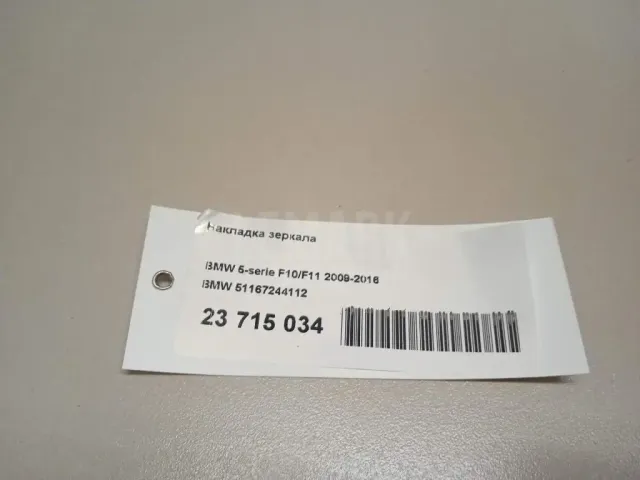 Накладка зеркала
BMW 5-serie F10/F11 2009-2016
BMW 51167244112
23 715 034